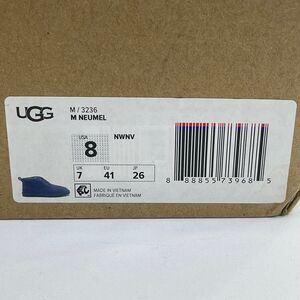 UGG
M / 3236
M NEUMEL
USA
8
NWNV
UK
EU
JP
7
41
26
MADE IN VIETNAM
FABRIQUÉ EN VIETNAM
8 88855 73968 5